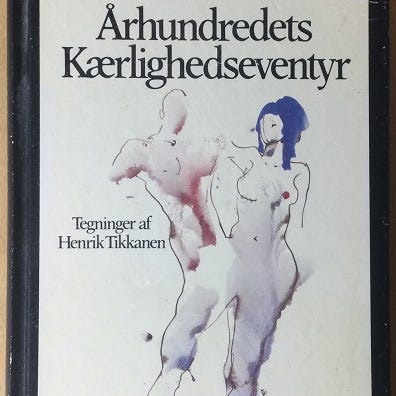 Århundredets
Kærlighedseventyr
Tegninger af
Henrik Tikkanen